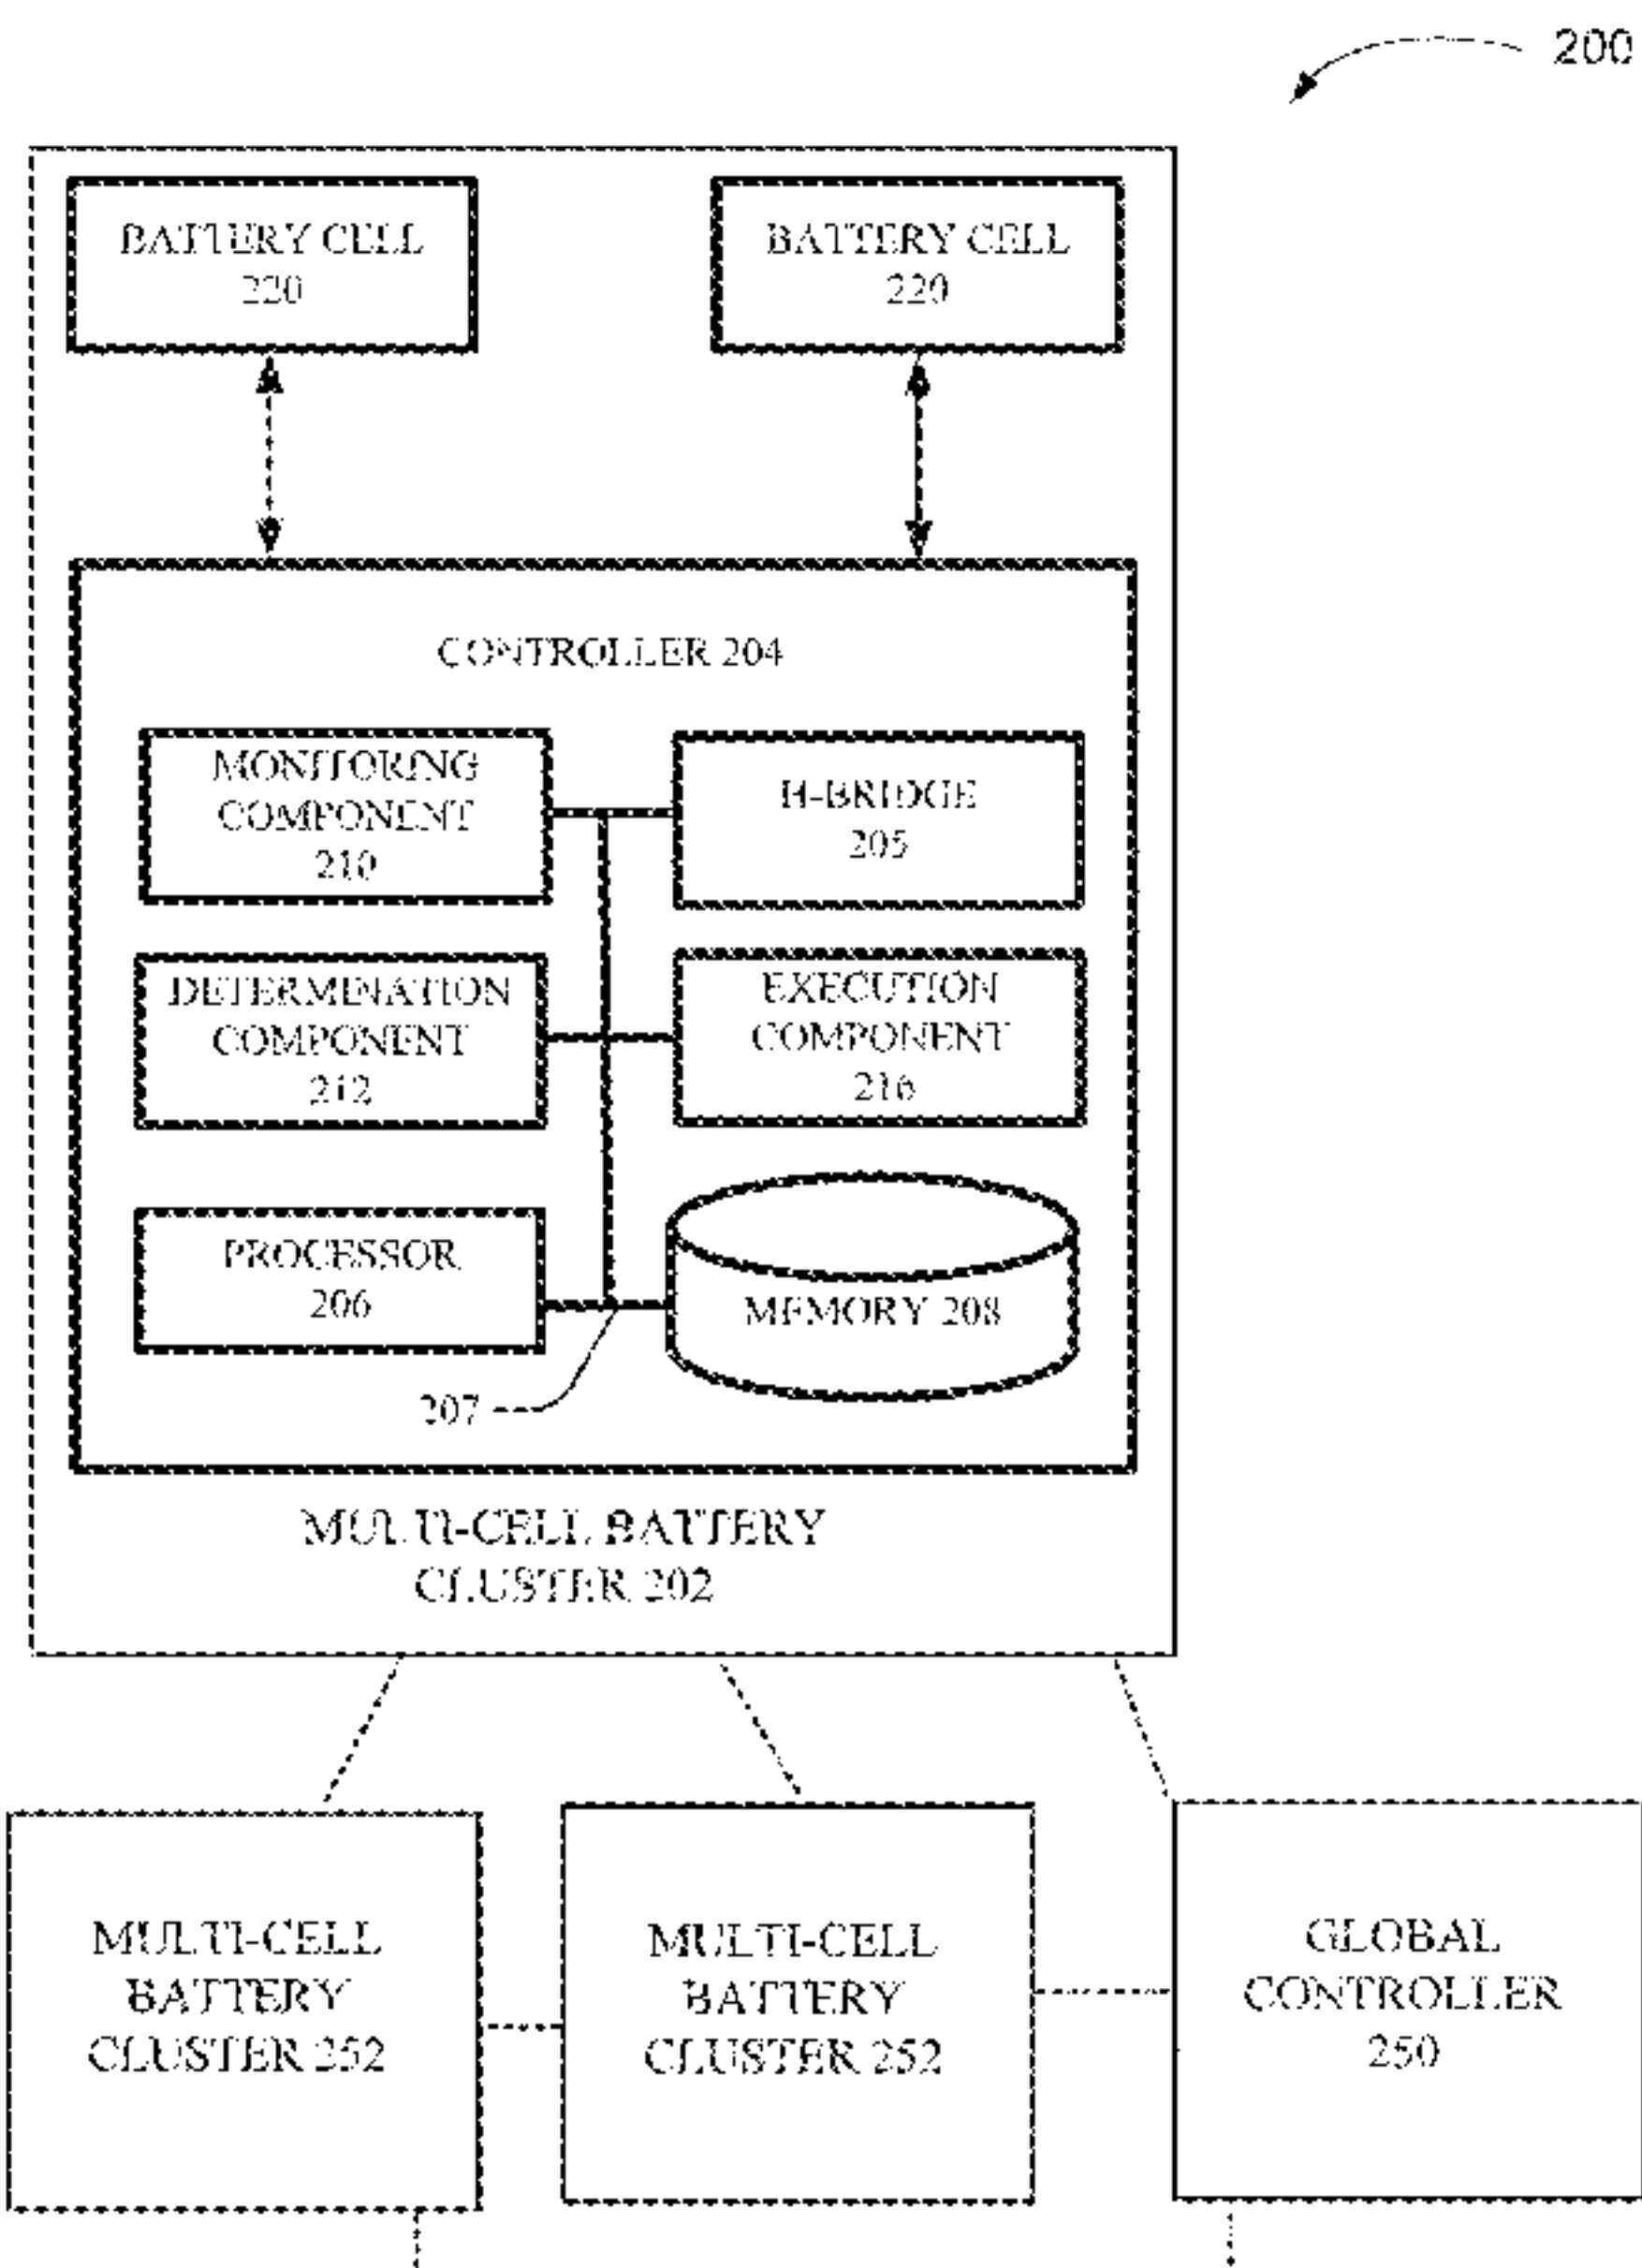 200
BATTERY CELL
220
BATTERY CELL
220
CONTROLLER 204
MONITORING
COMPONENT
210
H-BRIDGE
205
DETERMINATION
COMPONENT
212
EXECUTION
COMPONENT
216
PROCESSOR
206
MEMORY 208
207
MULTI-CELL BATTERY
CLUSTER 202
MULTI-CELL
BATTERY
CLUSTER 252
MULTI-CELL
BATTERY
CLUSTER 252
GLOBAL
CONTROLLER
250